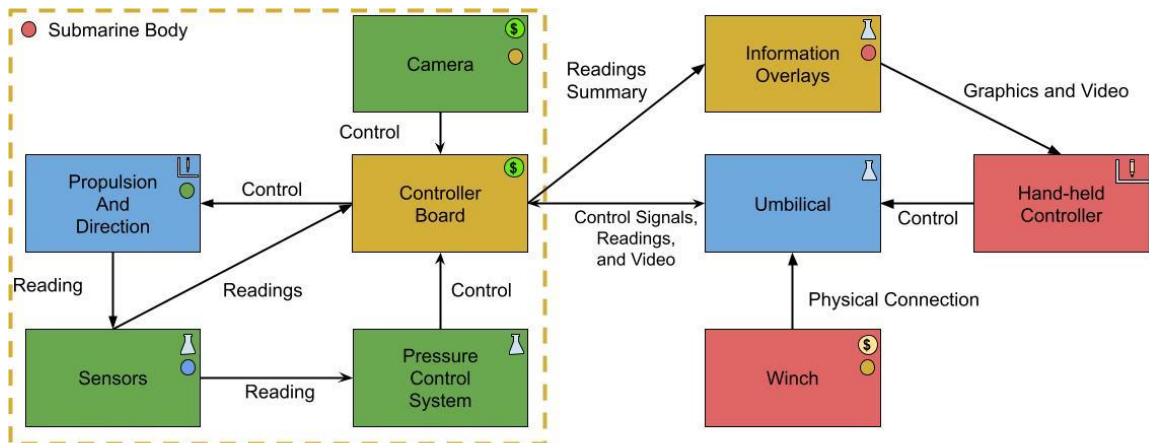 Submarine Body
$
Camera
Control
Propulsion
And
Direction
Control
$
Controller
Board
Reading
Readings
Control
Sensors
Reading
Pressure
Control
System
Readings
Summary
Information
Overlays
Graphics and Video
Control Signals,
Readings,
and Video
Umbilical
Control
Hand-held
Controller
Physical Connection
$
Winch